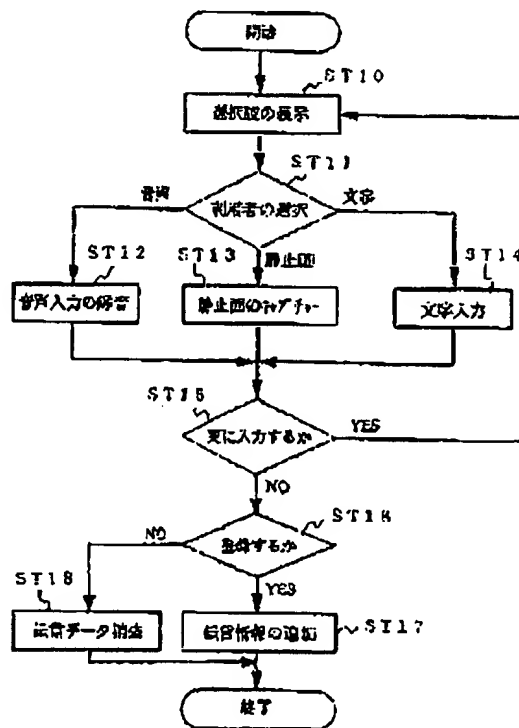 開始
ST10
選択肢の表示
ST11
利用者の選択
音声
文字
静止画
ST12
ST13
ST14
音声入力の録音
静止画のキャプチャー
文字入力
ST15
更に入力するか
YES
NO
ST16
登録するか
NO
YES
ST18
ST17
伝言データ消去
伝言情報の追加
終了